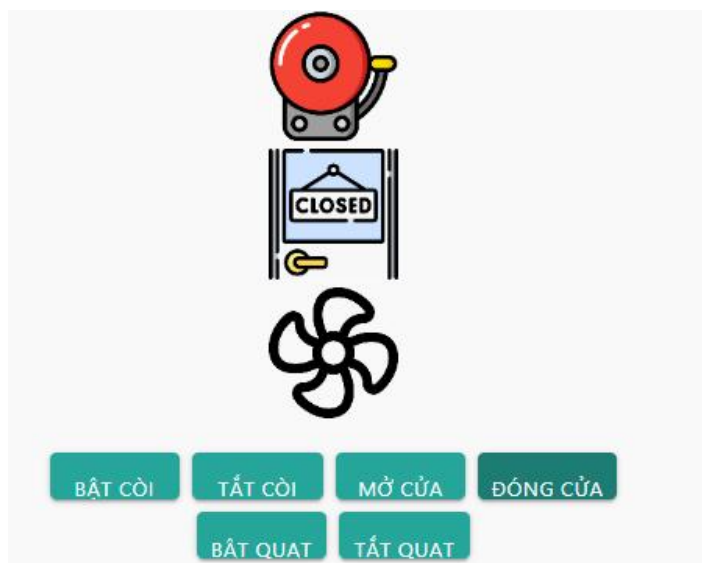 CLOSED
BẬT CÒI TẮT CÒI MỞ CỬA ĐÓNG CỬA
BẬT QUẠT TẮT QUẠT